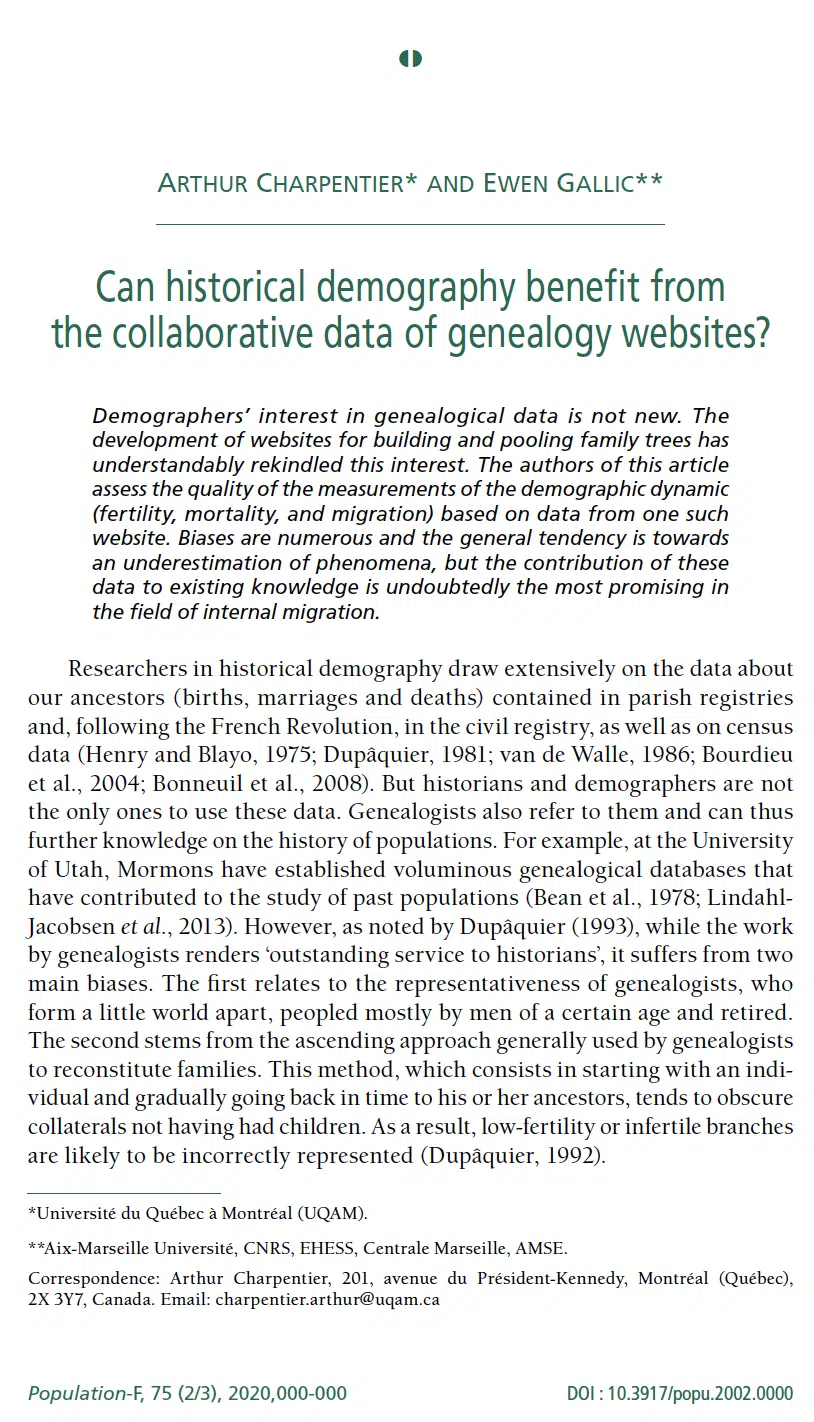 ARTHUR CHARPENTIER* AND EWEN GALLIC**
Can historical demography benefit from
the collaborative data of genealogy websites?
Demographers' interest in genealogical data is not new. The
development of websites for building and pooling family trees has
understandably rekindled this interest. The authors of this article
assess the quality of the measurements of the demographic dynamic
(fertility, mortality, and migration) based on data from one such
website. Biases are numerous and the general tendency is towards
an underestimation of phenomena, but the contribution of these
data to existing knowledge is undoubtedly the most promising in
the field of internal migration.
Researchers in historical demography draw extensively on the data about
our ancestors (births, marriages and deaths) contained in parish registries
and, following the French Revolution, in the civil registry, as well as on census
data (Henry and Blayo, 1975; Dupâquier, 1981; van de Walle, 1986; Bourdieu
et al., 2004; Bonneuil et al., 2008). But historians and demographers are not
the only ones to use these data. Genealogists also refer to them and can thus
further knowledge on the history of populations. For example, at the University
of Utah, Mormons have established voluminous genealogical databases that
have contributed to the study of past populations (Bean et al., 1978; Lindahl-
Jacobsen et al., 2013). However, as noted by Dupâquier (1993), while the work
by genealogists renders ‘outstanding service to historians’, it suffers from two
main biases. The first relates to the representativeness of genealogists, who
form a little world apart, peopled mostly by men of a certain age and retired.
The second stems from the ascending approach generally used by genealogists
to reconstitute families. This method, which consists in starting with an indi-
vidual and gradually going back in time to his or her ancestors, tends to obscure
collaterals not having had children. As a result, low-fertility or infertile branches
are likely to be incorrectly represented (Dupâquier, 1992).
*Université du Québec à Montréal (UQAM).
**Aix-Marseille Université, CNRS, EHESS, Centrale Marseille, AMSE.
Correspondence: Arthur Charpentier, 201, avenue du Président-Kennedy, Montréal (Québec),
2X 3Y7, Canada. Email: charpentier.arthur@uqam.ca
Population-F, 75 (2/3), 2020,000-000 DOI : 10.3917/popu.2002.0000